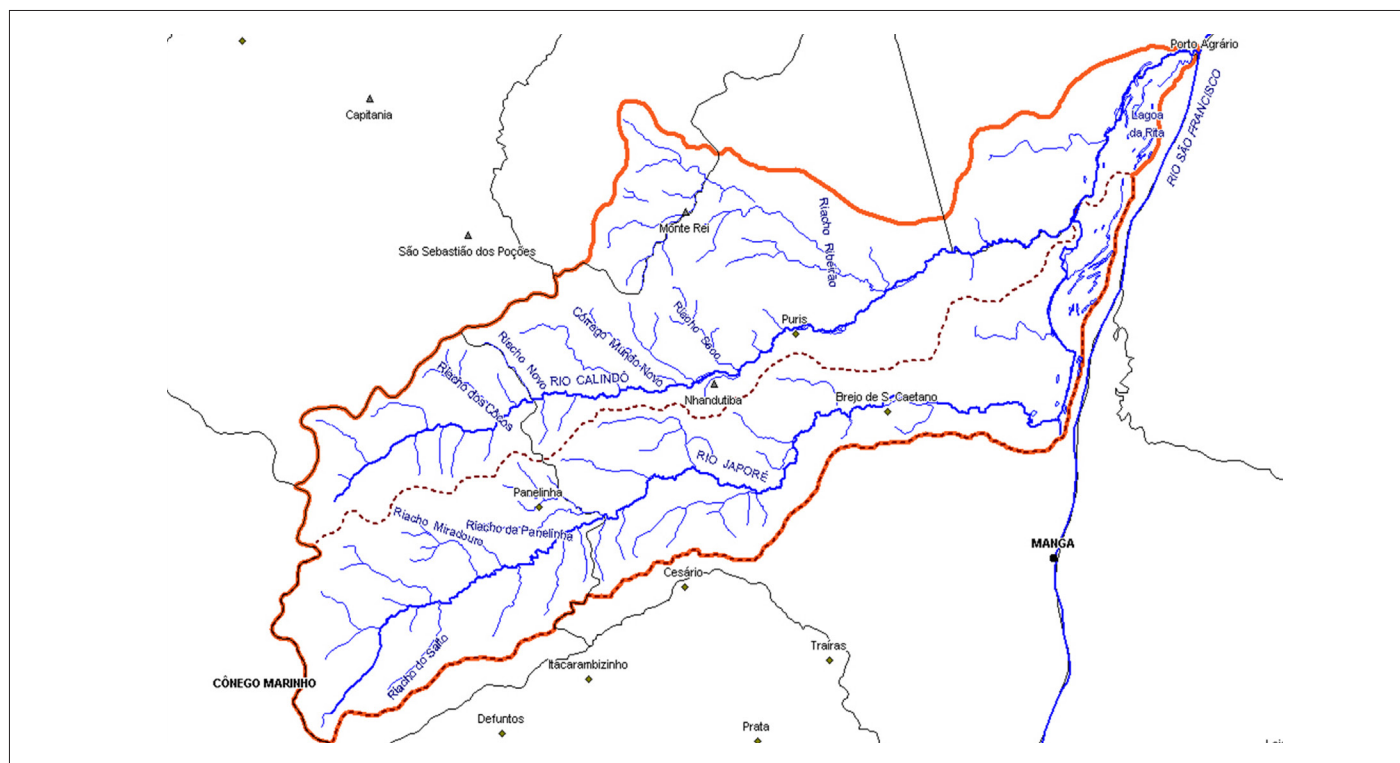 Porto Agrário
Capitania
Lagoa
da Rita
RIO SÃO FRANCISCO
Monte Rei
Riacho Ribeirão
São Sebastião dos Poções
Puris
Riacho Seco
Córrego Mundo-Novo
Riacho Novo
RIO CALINDÓ
Riacho dos Côcos
Nhandutiba
Brejo de S. Caetano
RIO JAPORÉ
Panelinha
Riacho Miradouro
Riacho da Panelinha
MANGA
Cesário
Traíras
Riacho do Salto
Itacarambizinho
CÔNEGO MARINHO
Defuntos
Prata